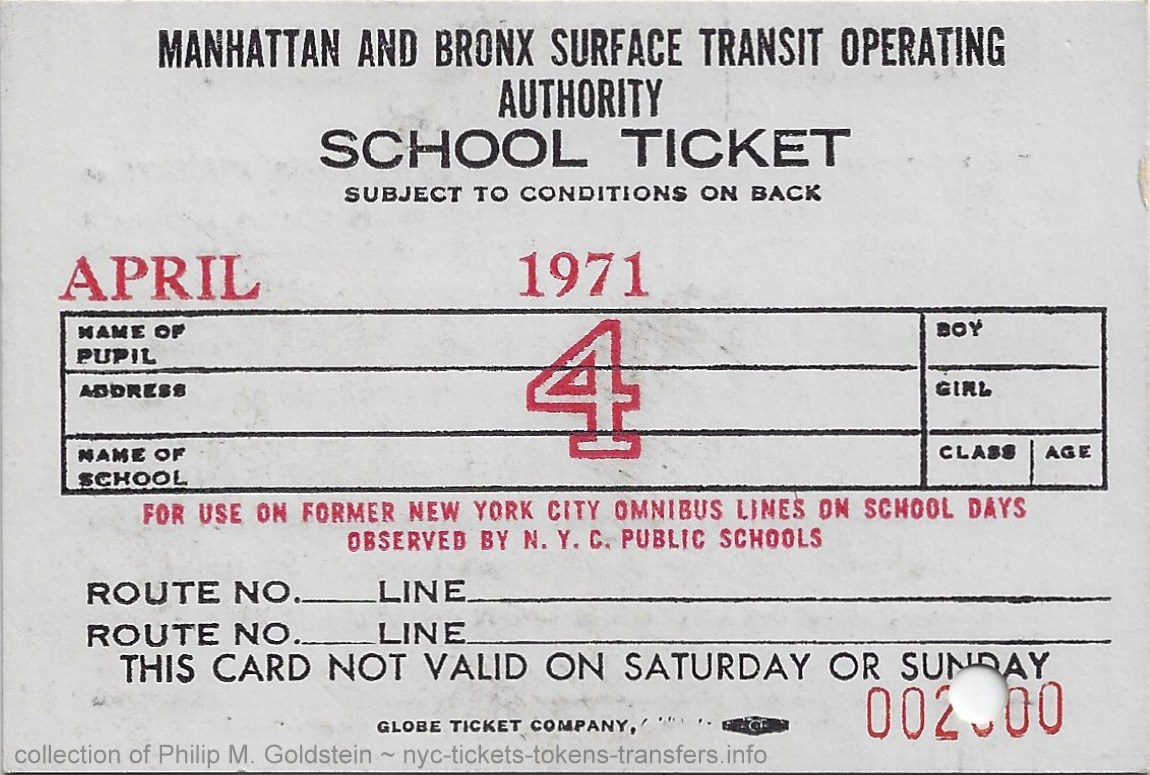 MANHATTAN AND BRONX SURFACE TRANSIT OPERATING
AUTHORITY
SCHOOL TICKET
SUBJECT TO CONDITIONS ON BACK
APRIL 1971
NAME OF
PUPIL
BOY
4
ADDRESS
GIRL
NAME OF
SCHOOL
CLASS AGE
FOR USE ON FORMER NEW YORK CITY OMNIBUS LINES ON SCHOOL DAYS
OBSERVED BY N. Y. C. PUBLIC SCHOOLS
ROUTE NO. LINE
ROUTE NO. LINE
THIS CARD NOT VALID ON SATURDAY OR SUNDAY
GLOBE TICKET COMPANY,
collection of Philip M. Goldstein ~ nyc-tickets-tokens-transfers.info